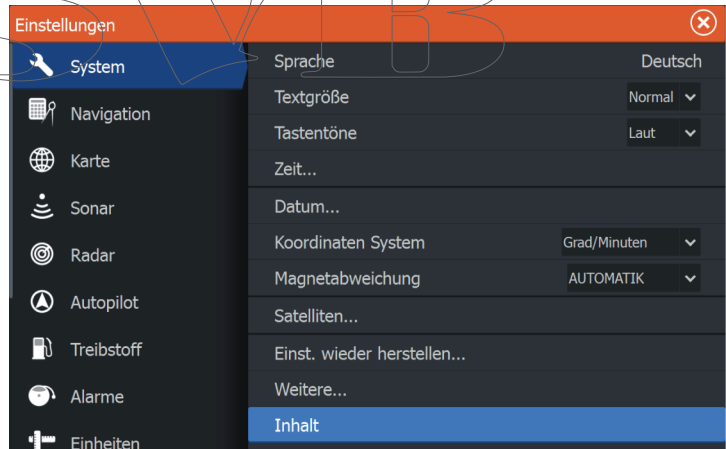 Einstellungen
System
Navigation
Karte
Sonar
Radar
Autopilot
Treibstoff
Alarme
Einheiten
Sprache Deutsch
Textgröße Normal
Tastentöne Laut
Zeit...
Datum...
Koordinaten System Grad/Minuten
Magnetabweichung AUTOMATIK
Satelliten...
Einst. wieder herstellen...
Weitere...
Inhalt